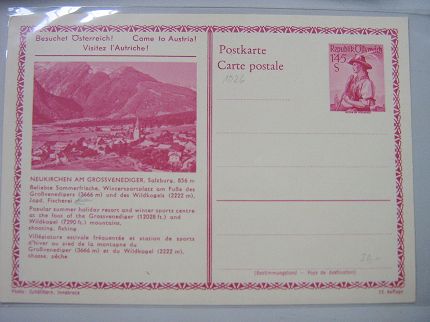 Besuchet Österreich! Come to Austria!
Visitez l'Autriche!
NEUKIRCHEN AM GROSSVENEDIGER, Salzburg, 856 m
Beliebte Sommerfrische, Wintersportplatz am Fuße des
Großvenedigers (3666 m) und des Wildkogels (2222 m),
Jagd, Fischerei
Popular summer holiday resort and winter sports centre
at the foot of the Grossvenediger (12028 ft.) and
Wildkogel (7290 ft.) mountains,
shooting, fishing
Villégiature estivale fréquentée et station de sports
d'hiver au pied de la montagne du
Großvenediger (3666 m) et du Wildkogel (2222 m),
chasse, pêche
Photo: Schöllhorn, Innsbruck
Postkarte
Carte postale
1026
Republik Österreich
1.45
S
20.-
(Bestimmungsland) - (Pays de destination)
Auflage